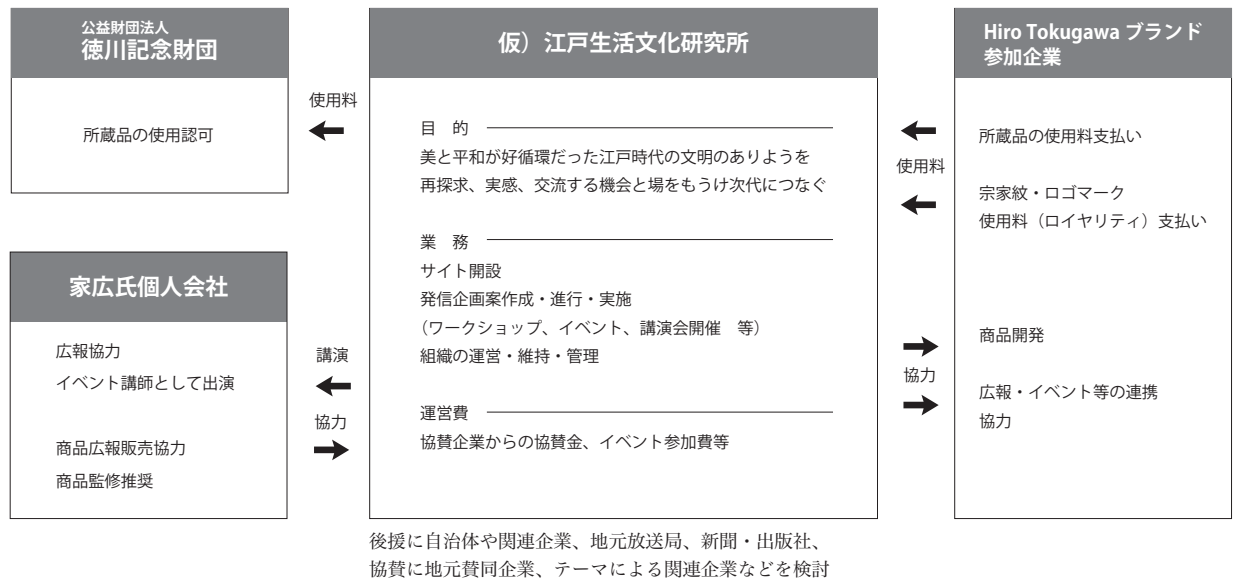 公益財団法人
徳川記念財団
所蔵品の使用認可
使用料
家広氏個人会社
広報協力
イベント講師として出演
商品広報販売協力
商品監修推奨
講演
協力
仮）江戸生活文化研究所
目　的
美と平和が好循環だった江戸時代の文明のありようを
再探求、実感、交流する機会と場をもうけ次代につなぐ
業　務
サイト開設
発信企画案作成・進行・実施
（ワークショップ、イベント、講演会開催　等）
組織の運営・維持・管理
運営費
協賛企業からの協賛金、イベント参加費等
使用料
協力
Hiro Tokugawa ブランド
参加企業
所蔵品の使用料支払い
宗家紋・ロゴマーク
使用料（ロイヤリティ）支払い
商品開発
広報・イベント等の連携
協力
後援に自治体や関連企業、地元放送局、新聞・出版社、
協賛に地元賛同企業、テーマによる関連企業などを検討